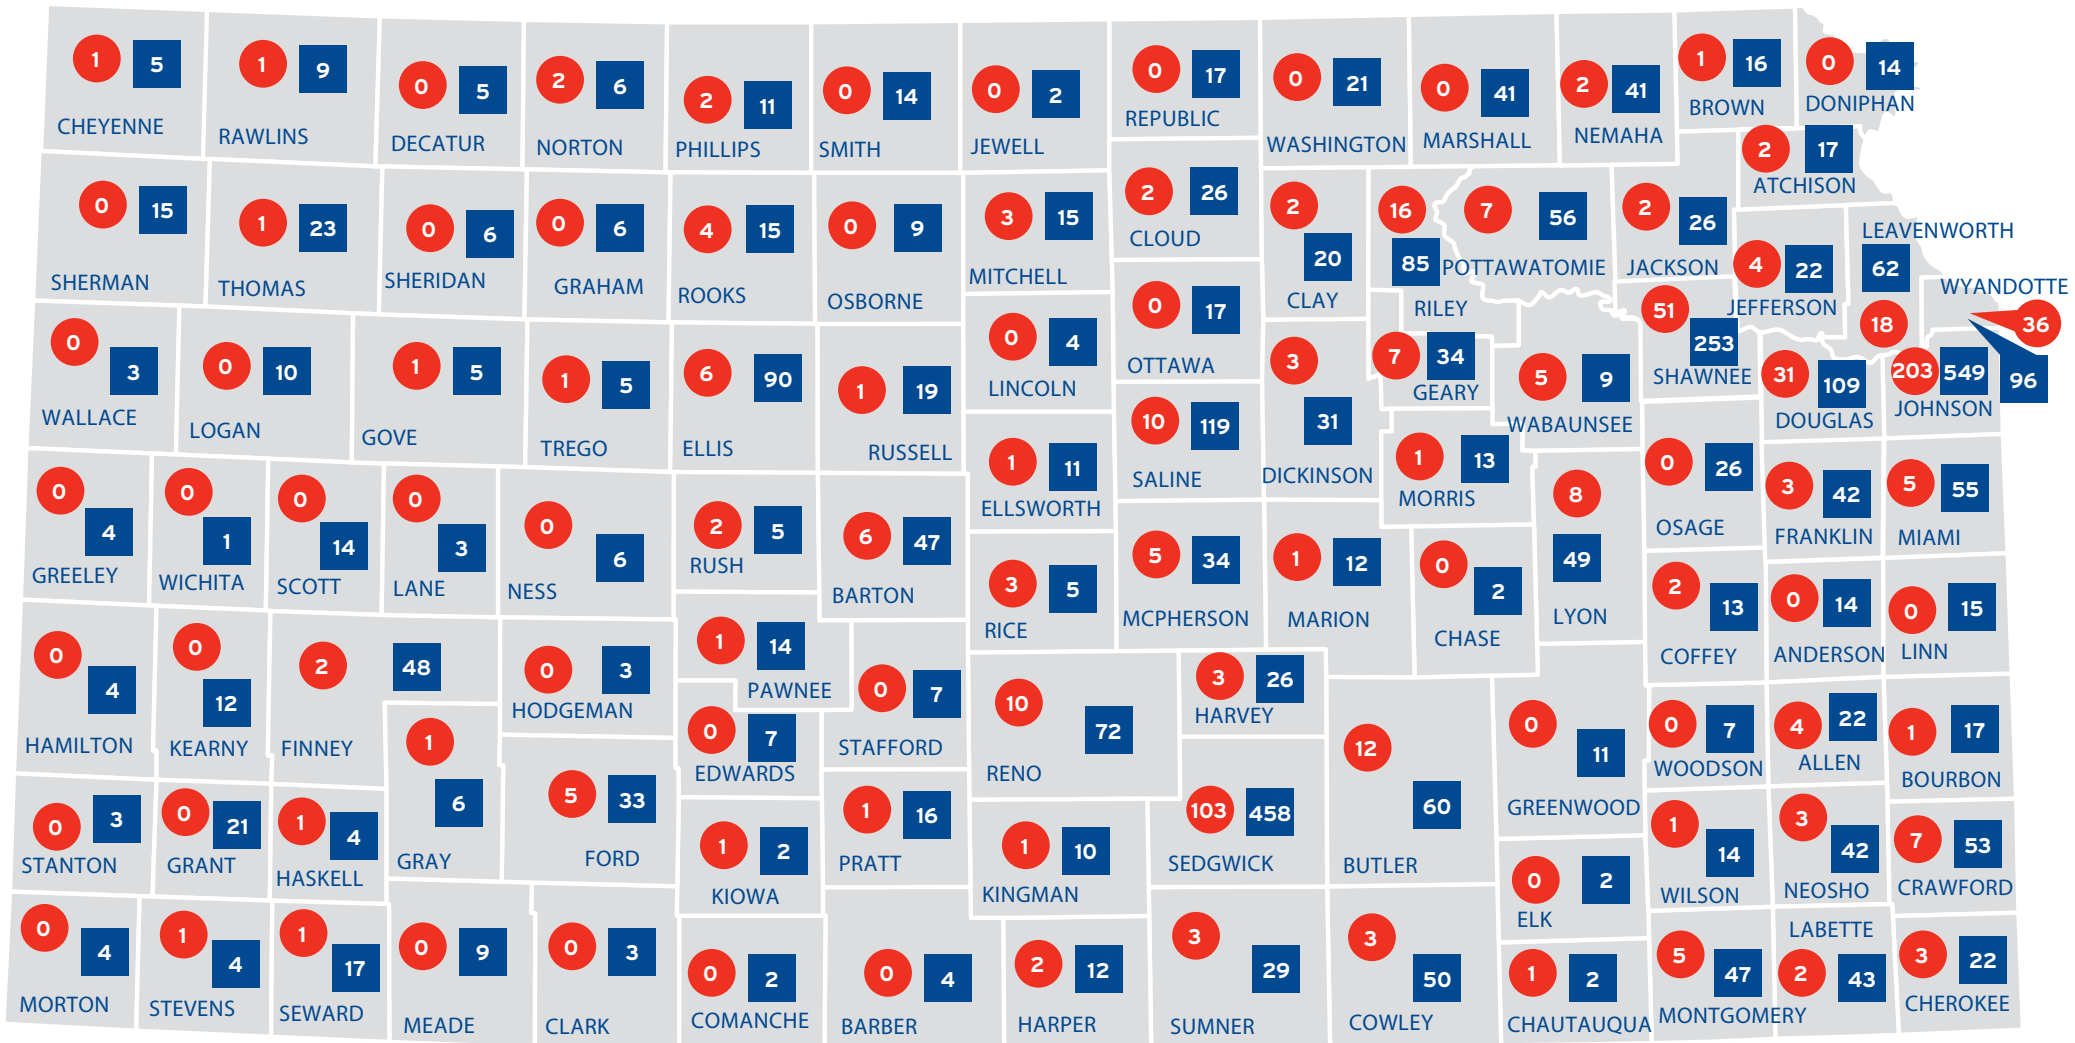 1 5
CHEYENNE
1 9
RAWLINS
0 5
DECATUR
2 6
NORTON
2 11
PHILLIPS
0 14
SMITH
0 2
JEWELL
0 17
REPUBLIC
0 21
WASHINGTON
0 41
MARSHALL
2 41
NEMAHA
1 16
BROWN
0 14
DONIPHAN
2 17
ATCHISON
0 15
SHERMAN
1 23
THOMAS
0 6
SHERIDAN
0 6
GRAHAM
4 15
ROOKS
0 9
OSBORNE
3 15
MITCHELL
2 26
CLOUD
2
20
CLAY
16
85
RILEY
7 56
POTTAWATOMIE
2 26
JACKSON
4 22
JEFFERSON
LEAVENWORTH
62
18
WYANDOTTE
36
96
0
3
WALLACE
0 10
LOGAN
1 5
GOVE
1 5
TREGO
6 90
ELLIS
1 19
RUSSELL
0 4
LINCOLN
0 17
OTTAWA
3
31
DICKINSON
7 34
GEARY
5 9
WABAUNSEE
51
253
SHAWNEE
31 109
DOUGLAS
203 549
JOHNSON
1 11
ELLSWORTH
10 119
SALINE
1 13
MORRIS
8
49
LYON
0 26
OSAGE
3 42
FRANKLIN
5 55
MIAMI
0
4
GREELEY
0
1
WICHITA
0
14
SCOTT
0
3
LANE
0
6
NESS
2 5
RUSH
6 47
BARTON
3 5
RICE
5 34
MCPHERSON
1 12
MARION
0 2
CHASE
2 13
COFFEY
0 14
ANDERSON
0 15
LINN
0
4
HAMILTON
0
12
KEARNY
2 48
FINNEY
0 3
HODGEMAN
1 14
PAWNEE
0 7
STAFFORD
0 7
EDWARDS
10 72
RENO
3 26
HARVEY
12
60
BUTLER
0
11
GREENWOOD
0 7
WOODSON
4 22
ALLEN
1 17
BOURBON
0 3
STANTON
0 21
GRANT
1 4
HASKELL
1
6
GRAY
5 33
FORD
1 2
KIOWA
1 16
PRATT
1 10
KINGMAN
103 458
SEDGWICK
0 2
ELK
1 14
WILSON
3
42
NEOSHO
7 53
CRAWFORD
0
4
MORTON
1
4
STEVENS
1
17
SEWARD
0 9
MEADE
0 3
CLARK
0 2
COMANCHE
0 4
BARBER
2 12
HARPER
3
29
SUMNER
3
50
COWLEY
1 2
CHAUTAUQUA
5 47
MONTGOMERY
LABETTE
2 43
3 22
CHEROKEE